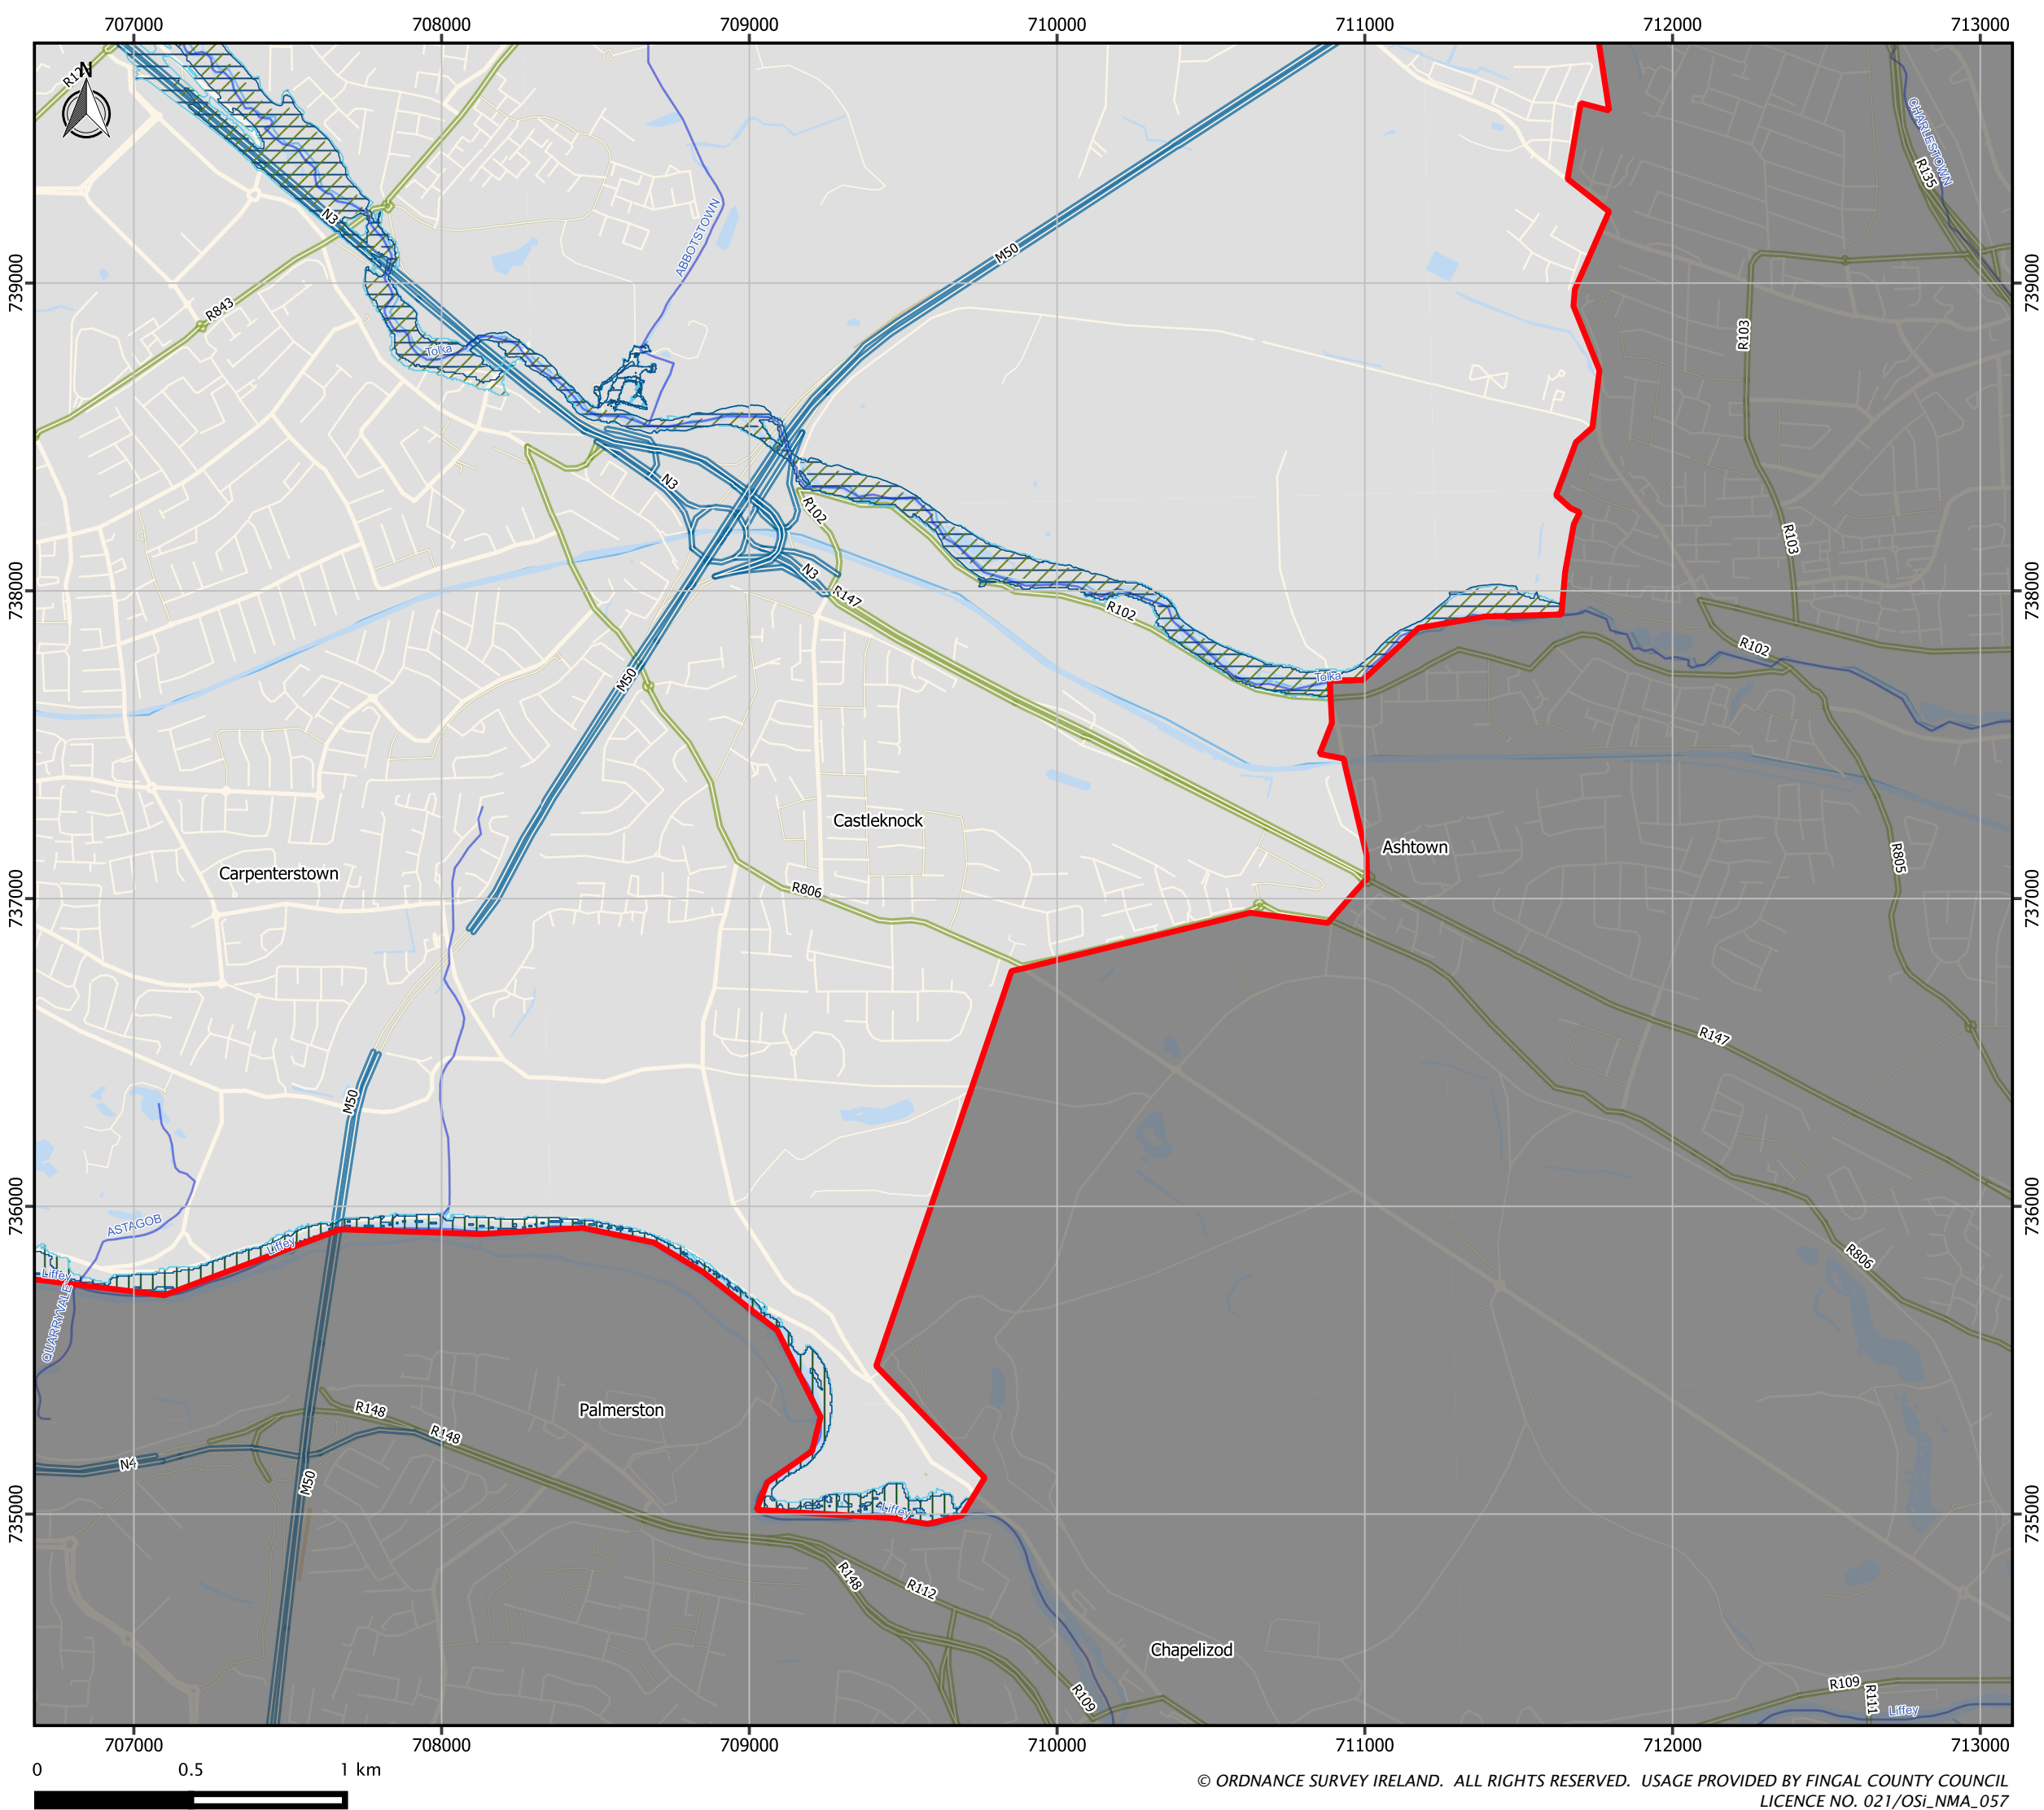 707000 708000 709000 710000 711000 712000 713000
N
CHARLESTOWN
R135
N3
ABBOTSTOWN
M50
739000
739000
R843
R103
Tolka
N3
R102
R103
N3
738000
738000
R147
R102
R102
M50
Tolka
Castleknock
Ashtown
R805
Carpenterstown
R806
737000
737000
R147
M50
736000
736000
ASTAGOB
Liffey
R806
Liffey
QUARRYVALE
R148
Palmerston
R148
N4
M50
Liffey
735000
735000
R148
R112
Chapelizod
R109
R109
R111
Liffey
707000 708000 709000 710000 711000 712000 713000
0 0.5 1 km
© ORDNANCE SURVEY IRELAND. ALL RIGHTS RESERVED. USAGE PROVIDED BY FINGAL COUNTY COUNCIL
LICENCE NO. 021/OSi_NMA_057